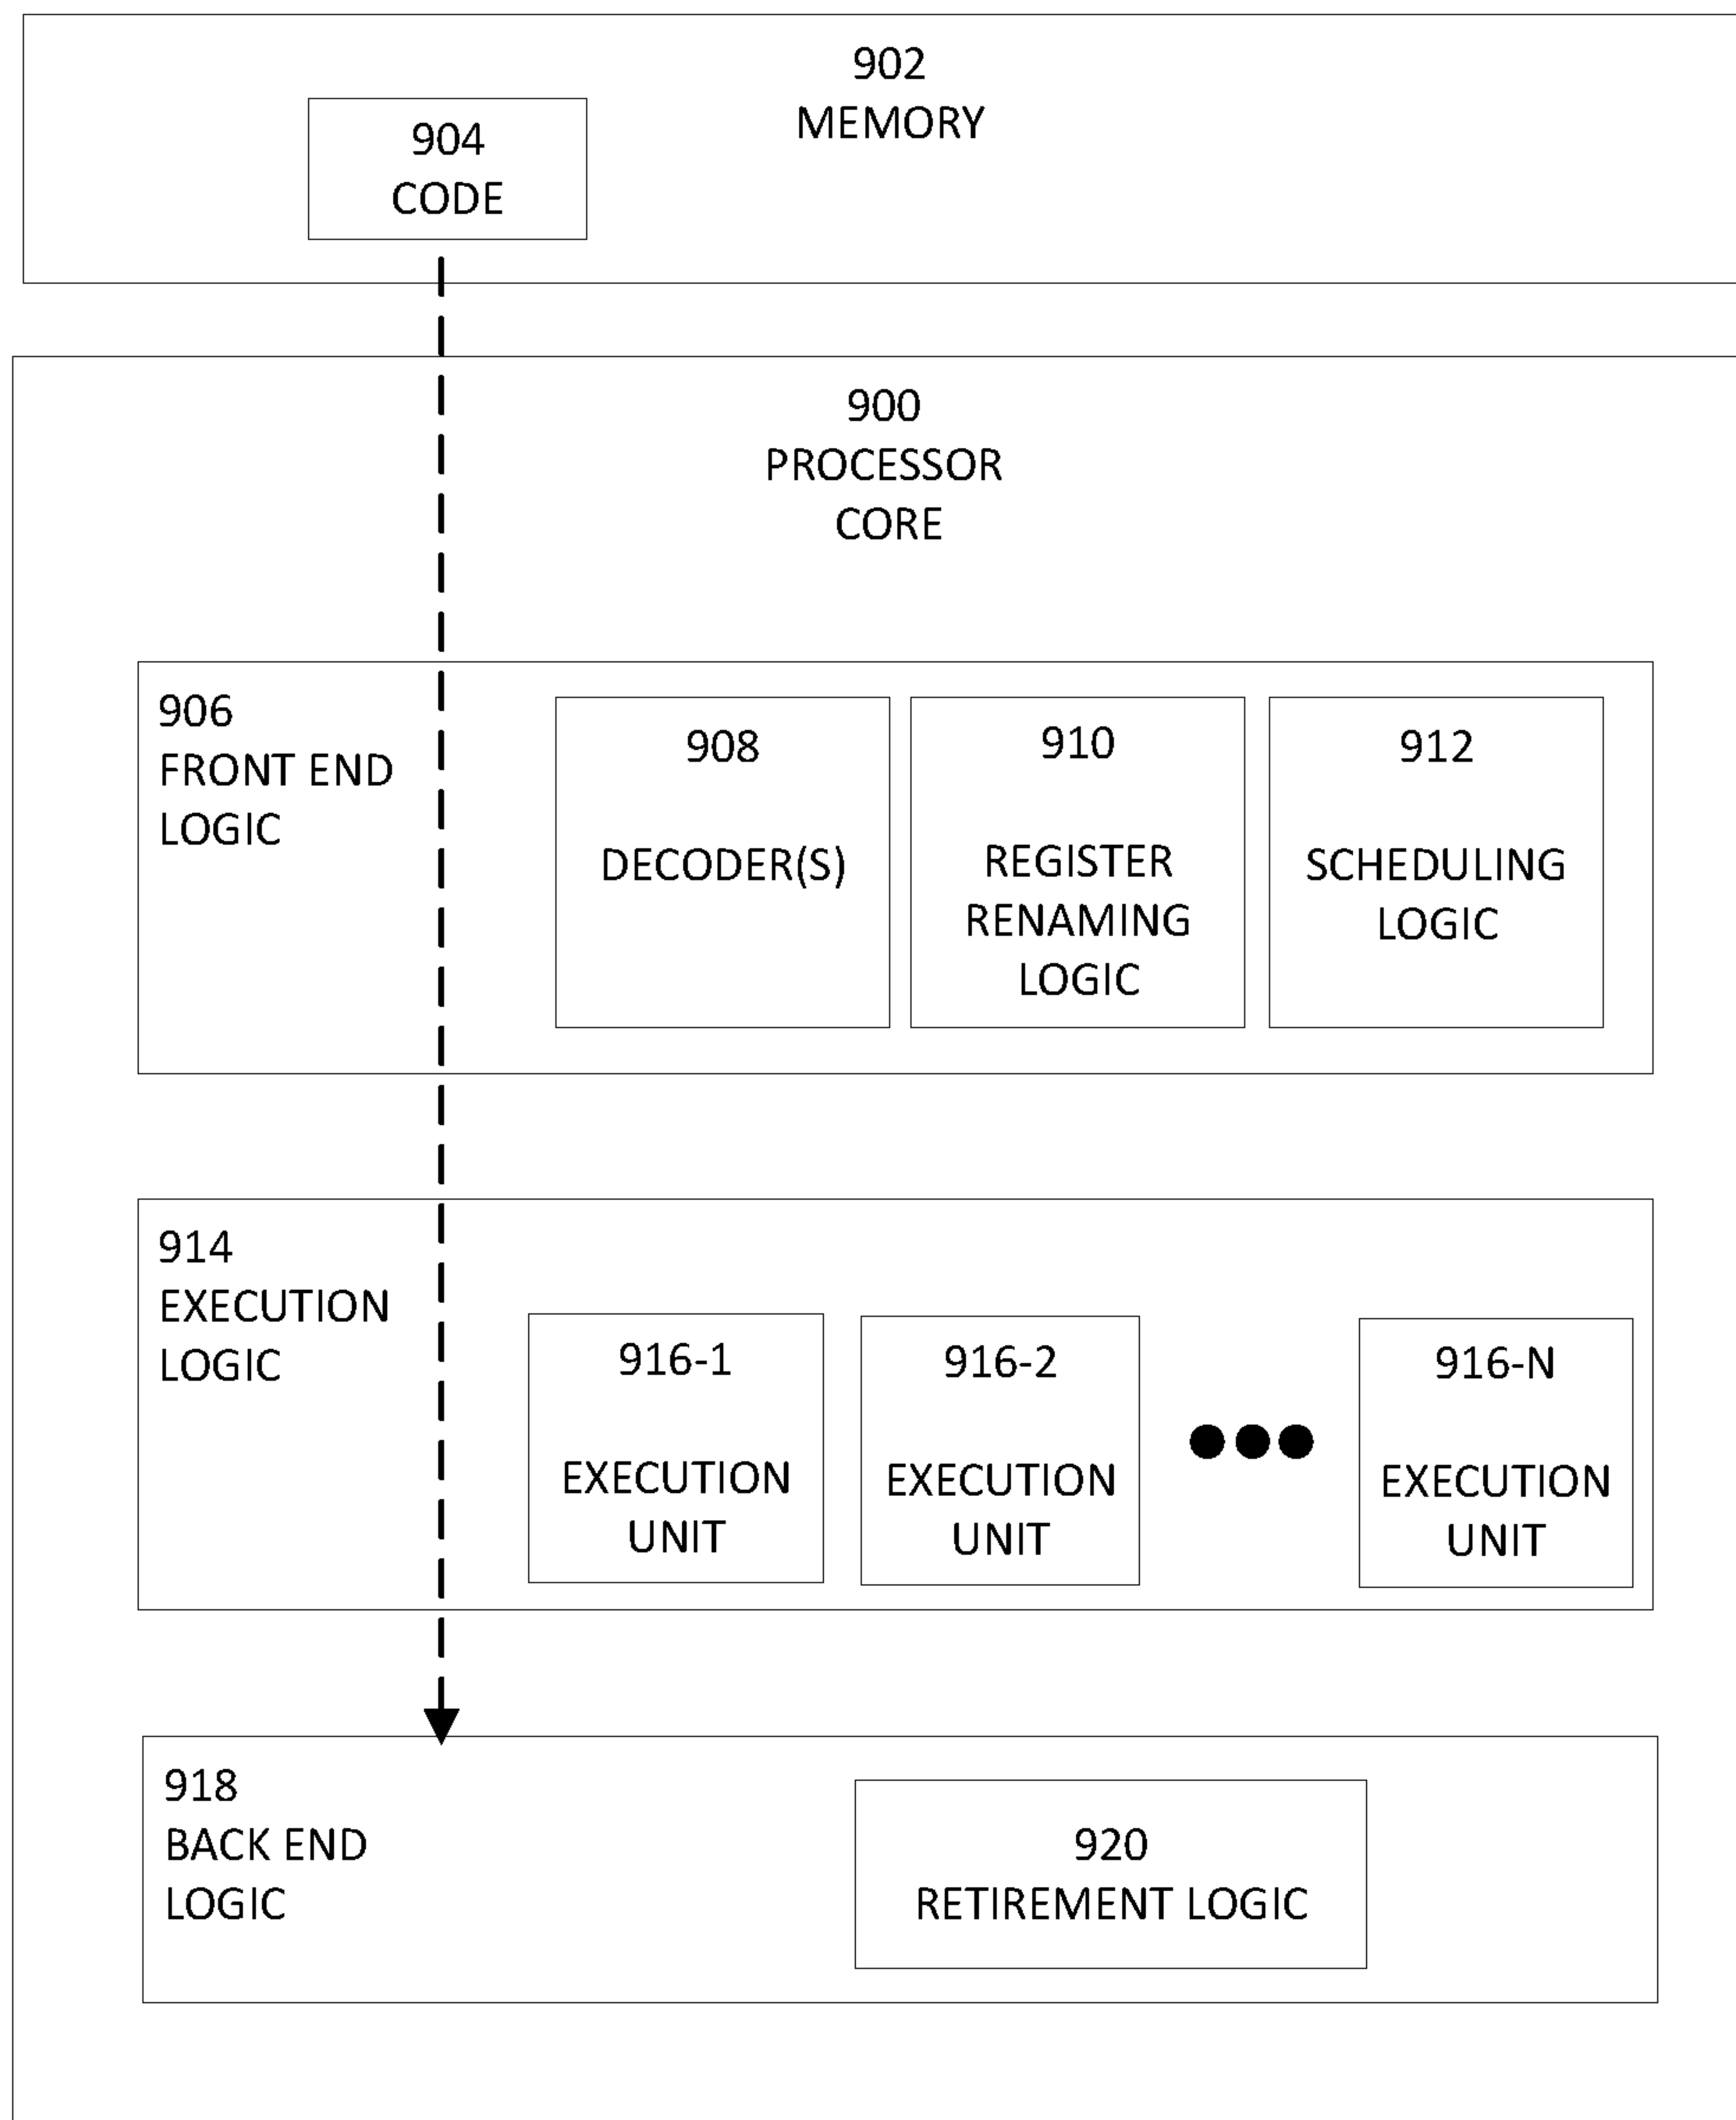 902
MEMORY
904
CODE
900
PROCESSOR
CORE
906
FRONT END
LOGIC
908
DECODER(S)
910
REGISTER
RENAMING
LOGIC
912
SCHEDULING
LOGIC
914
EXECUTION
LOGIC
916-1
EXECUTION
UNIT
916-2
EXECUTION
UNIT
916-N
EXECUTION
UNIT
918
BACK END
LOGIC
920
RETIREMENT LOGIC